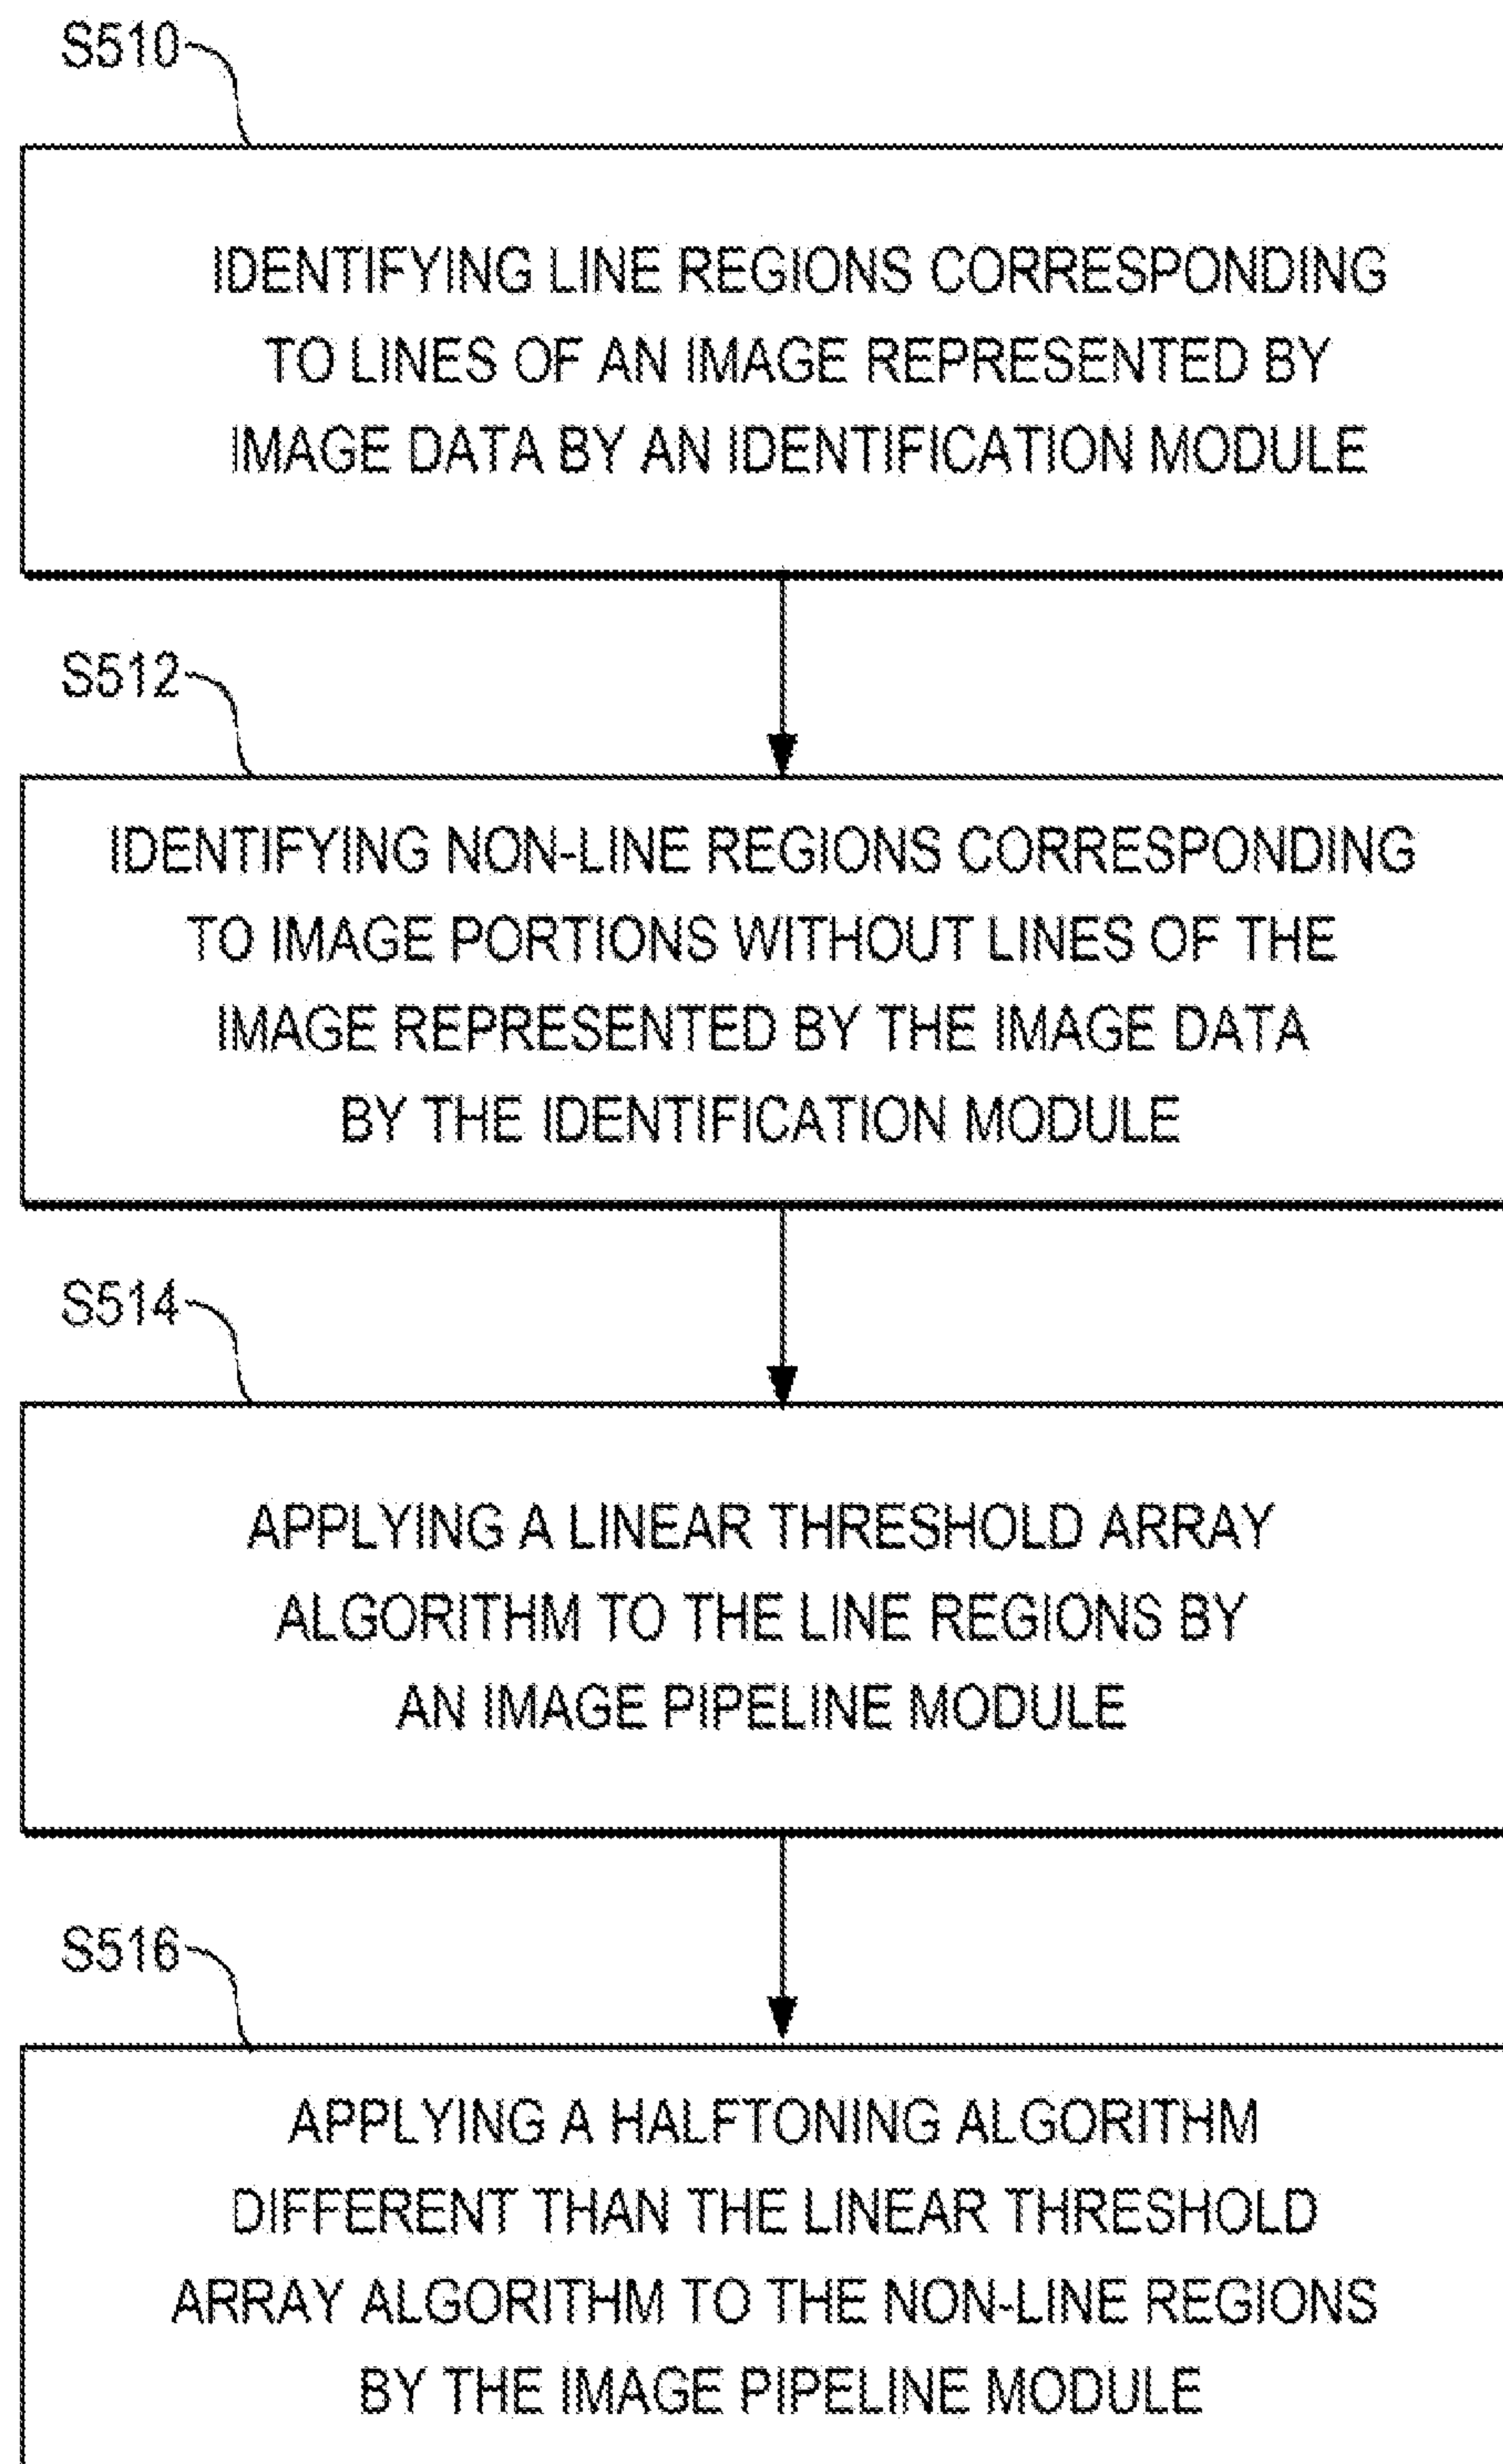 S510
IDENTIFYING LINE REGIONS CORRESPONDING
TO LINES OF AN IMAGE REPRESENTED BY
IMAGE DATA BY AN IDENTIFICATION MODULE
S512
IDENTIFYING NON-LINE REGIONS CORRESPONDING
TO IMAGE PORTIONS WITHOUT LINES OF THE
IMAGE REPRESENTED BY THE IMAGE DATA
BY THE IDENTIFICATION MODULE
S514
APPLYING A LINEAR THRESHOLD ARRAY
ALGORITHM TO THE LINE REGIONS BY
AN IMAGE PIPELINE MODULE
S516
APPLYING A HALFTONING ALGORITHM
DIFFERENT THAN THE LINEAR THRESHOLD
ARRAY ALGORITHM TO THE NON-LINE REGIONS
BY THE IMAGE PIPELINE MODULE